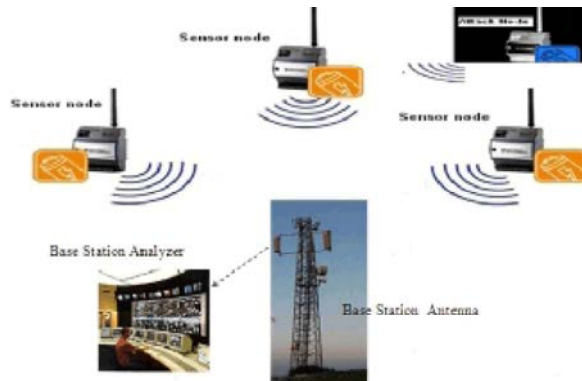 Attack Node
Sensor node
Sensor node
Sensor node
Base Station Analyzer
Base Station Antenna